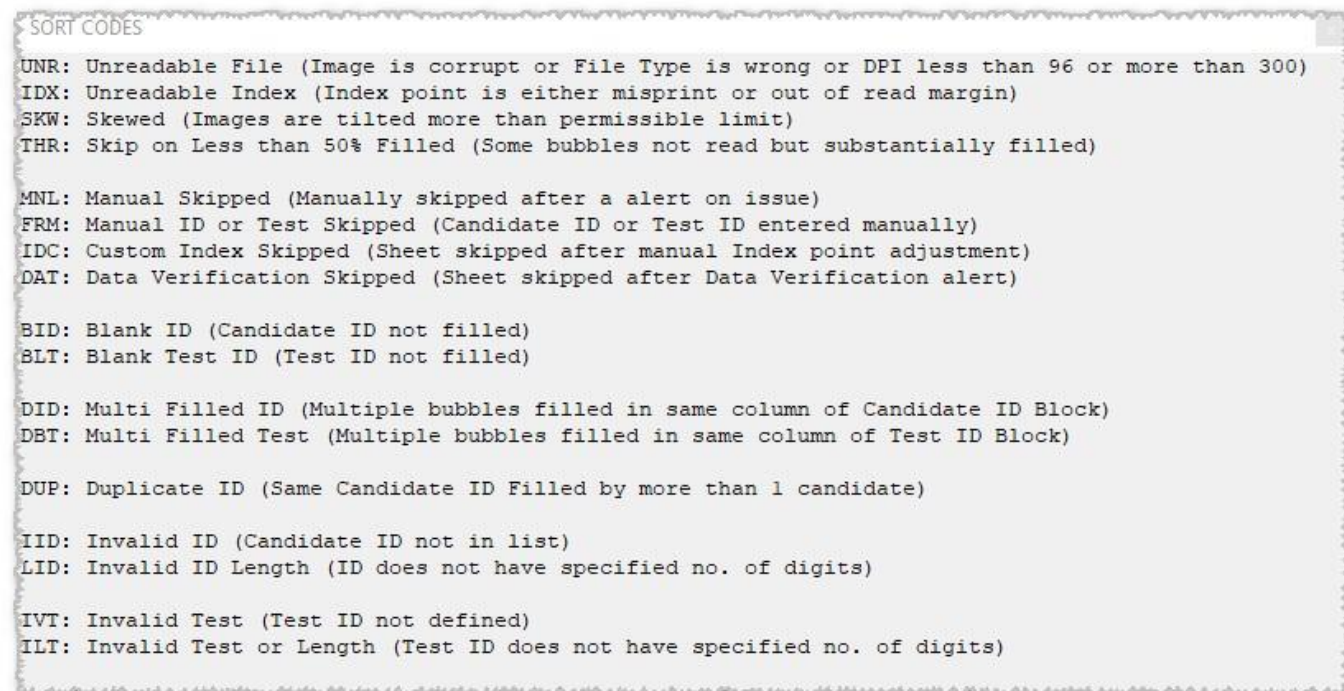 SORT CODES
UNR: Unreadable File (Image is corrupt or File Type is wrong or DPI less than 96 or more than 300)
IDX: Unreadable Index (Index point is either misprint or out of read margin)
SKW: Skewed (Images are tilted more than permissible limit)
THR: Skip on Less than 50% Filled (Some bubbles not read but substantially filled)
MNL: Manual Skipped (Manually skipped after a alert on issue)
FRM: Manual ID or Test Skipped (Candidate ID or Test ID entered manually)
IDC: Custom Index Skipped (Sheet skipped after manual Index point adjustment)
DAT: Data Verification Skipped (Sheet skipped after Data Verification alert)
BID: Blank ID (Candidate ID not filled)
BLT: Blank Test ID (Test ID not filled)
DID: Multi Filled ID (Multiple bubbles filled in same column of Candidate ID Block)
DBT: Multi Filled Test (Multiple bubbles filled in same column of Test ID Block)
DUP: Duplicate ID (Same Candidate ID Filled by more than 1 candidate)
IID: Invalid ID (Candidate ID not in list)
LID: Invalid ID Length (ID does not have specified no. of digits)
IVT: Invalid Test (Test ID not defined)
ILT: Invalid Test or Length (Test ID does not have specified no. of digits)